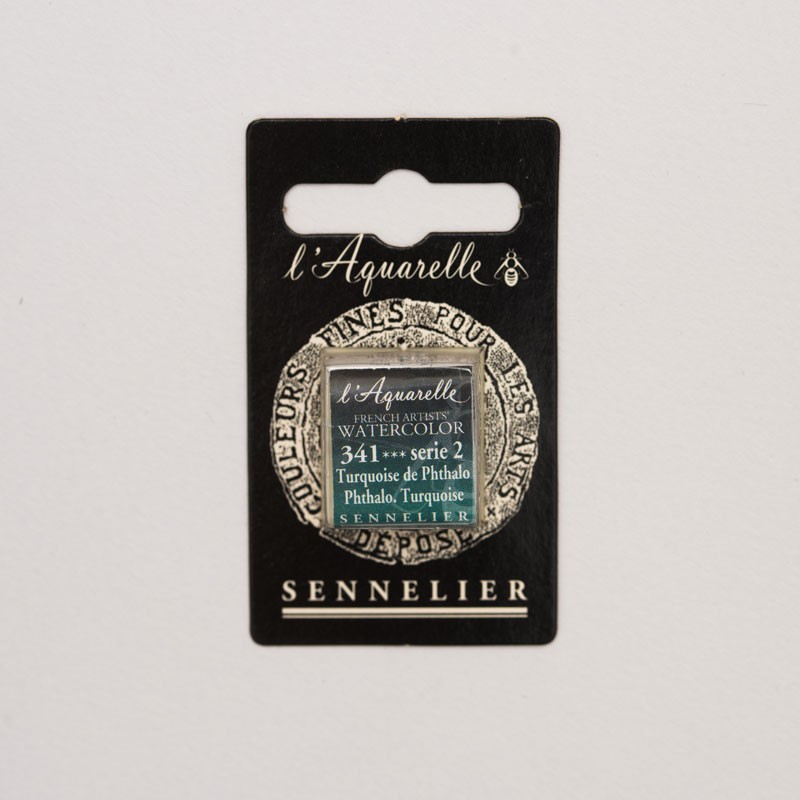 l'Aquarelle
COULEURS FINES POUR LES ARTS
l'Aquarelle
FRENCH ARTISTS'
WATERCOLOR
341*** serie 2
Turquoise de Phthalo
Phthalo. Turquoise
SENNELIER
DÉPOSÉ
SENNELIER